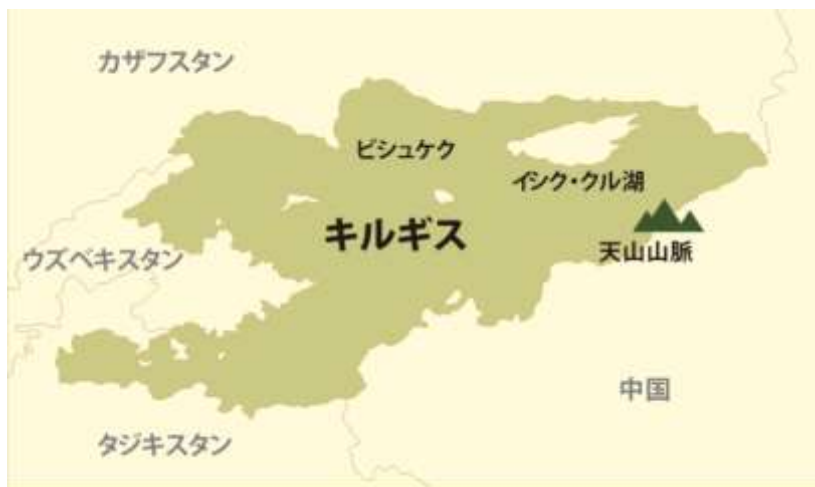 カザフスタン
ビシュケク
イシク・クル湖
キルギス
天山山脈
ウズベキスタン
中国
タジキスタン